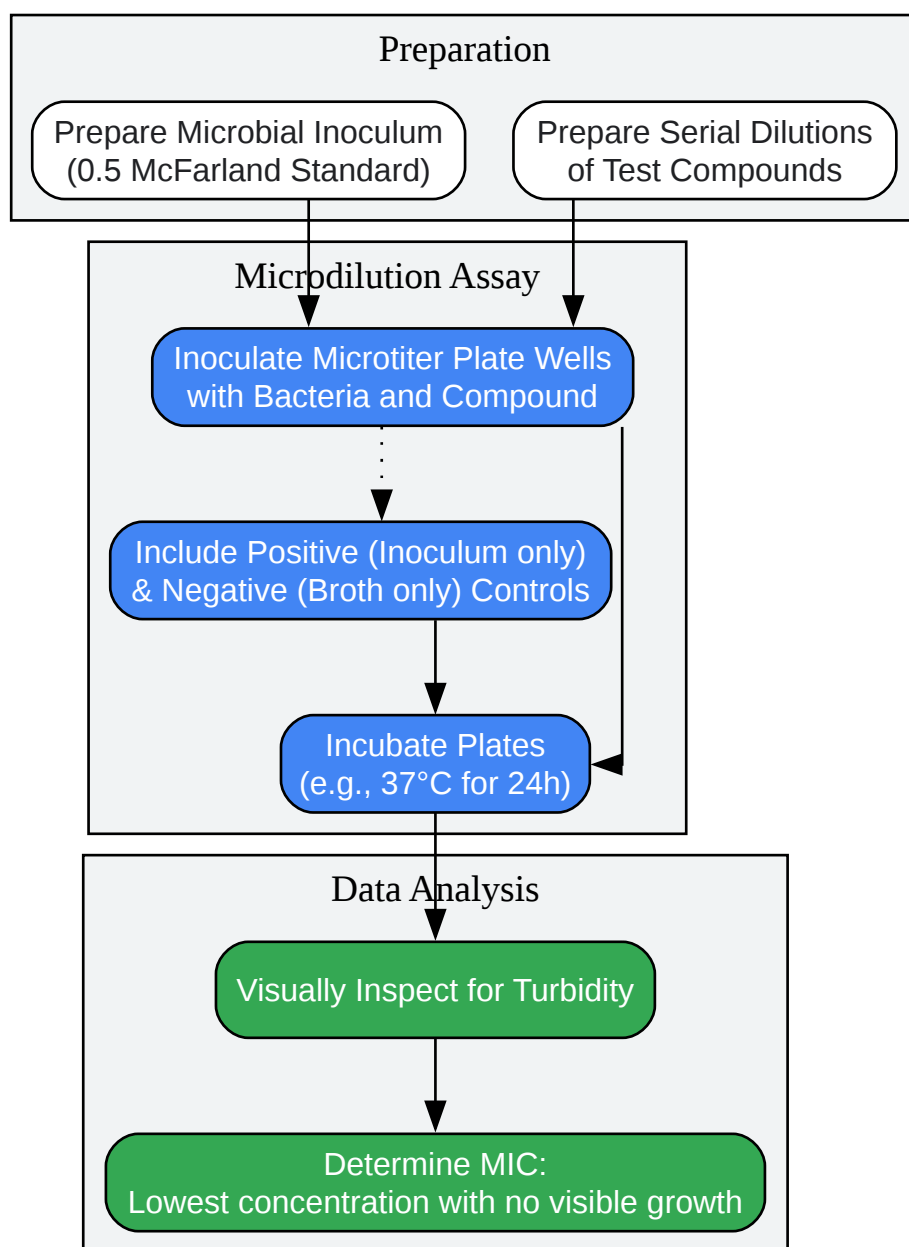 Preparation
Prepare Microbial Inoculum
(0.5 McFarland Standard)
Prepare Serial Dilutions
of Test Compounds
Microdilution Assay
Inoculate Microtiter Plate Wells
with Bacteria and Compound
Include Positive (Inoculum only)
& Negative (Broth only) Controls
Incubate Plates
(e.g., 37°C for 24h)
Data Analysis
Visually Inspect for Turbidity
Determine MIC:
Lowest concentration with no visible growth